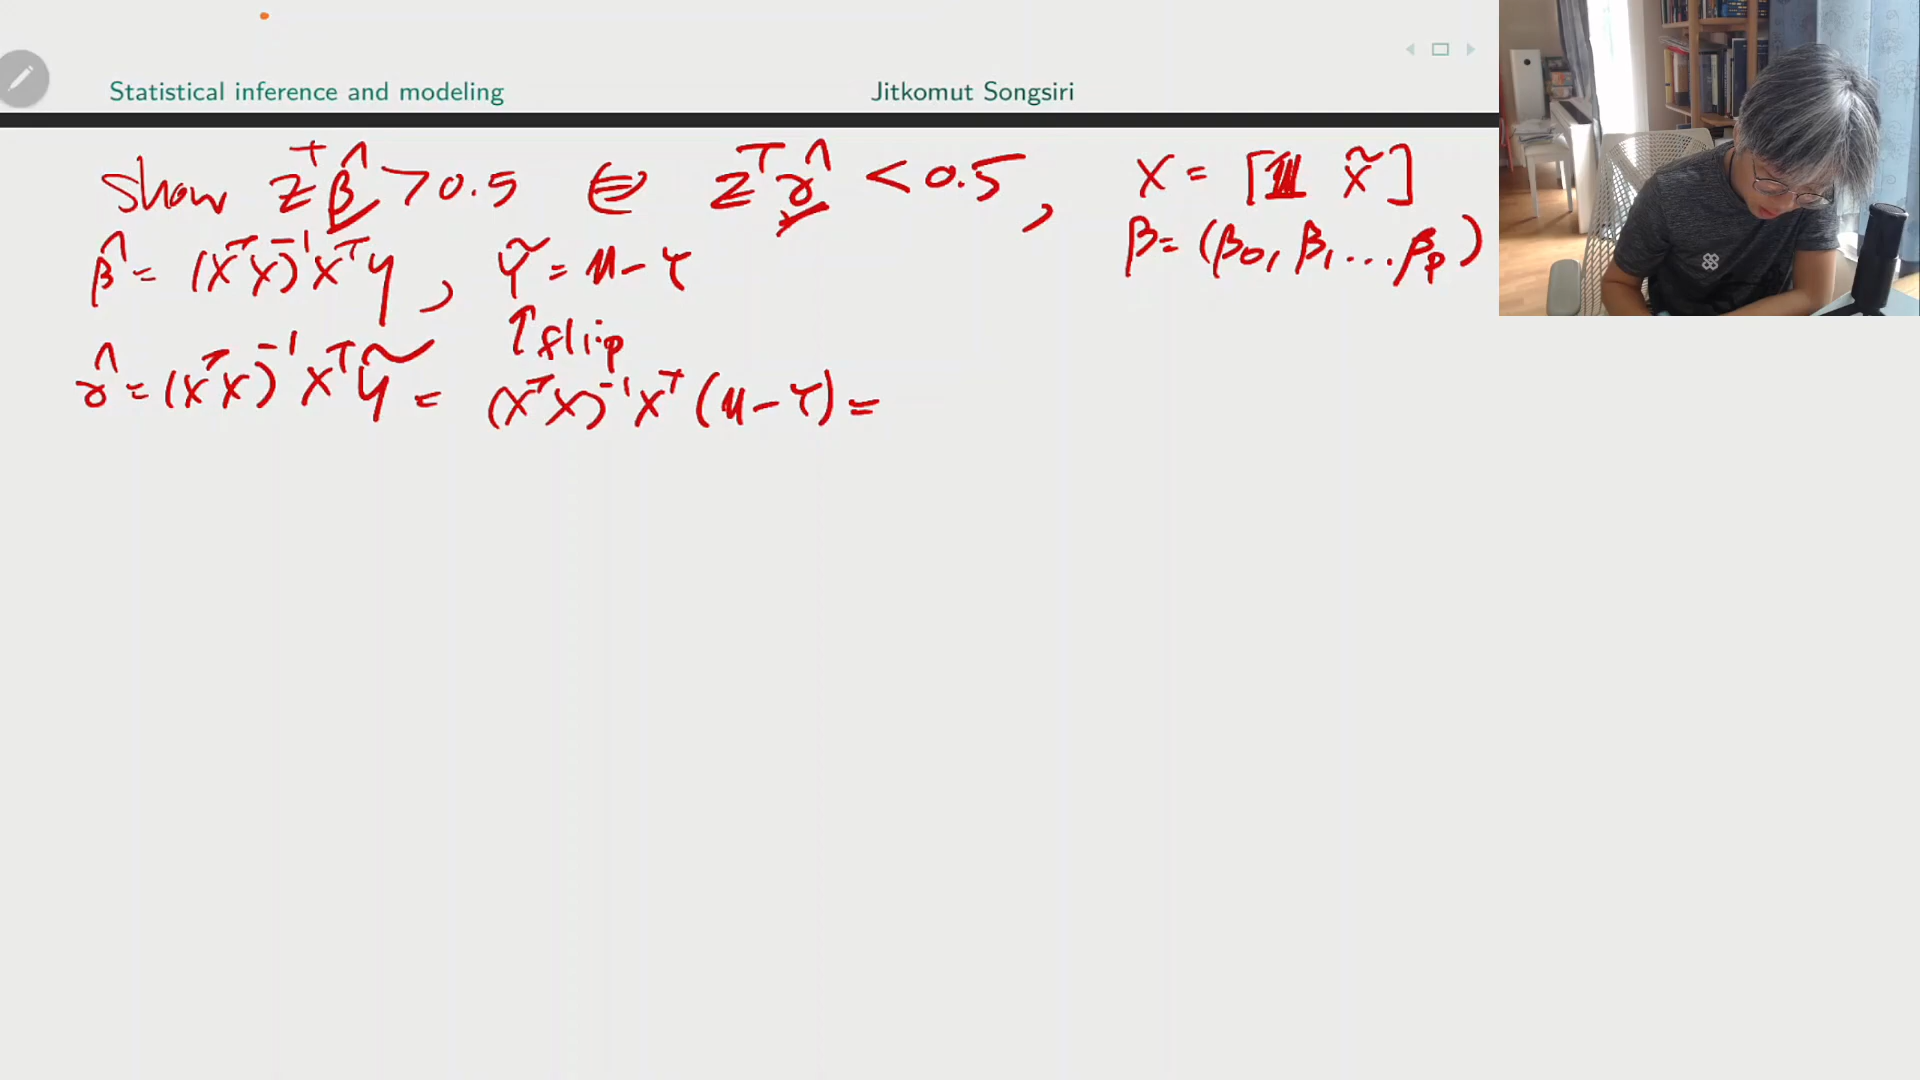 Statistical inference and modeling Jitkomut Songsiri
Show zᵀβ̂ > 0.5 ⇔ zᵀγ̂ < 0.5, X = [𝟙 X̃]
β̂ = (XᵀX)⁻¹Xᵀy, Ỹ = 𝟙 − Y β = (β₀, β₁ ... βₚ)
↑ flip
γ̂ = (XᵀX)⁻¹Xᵀỹ = (XᵀX)⁻¹Xᵀ(𝟙 − Y) =